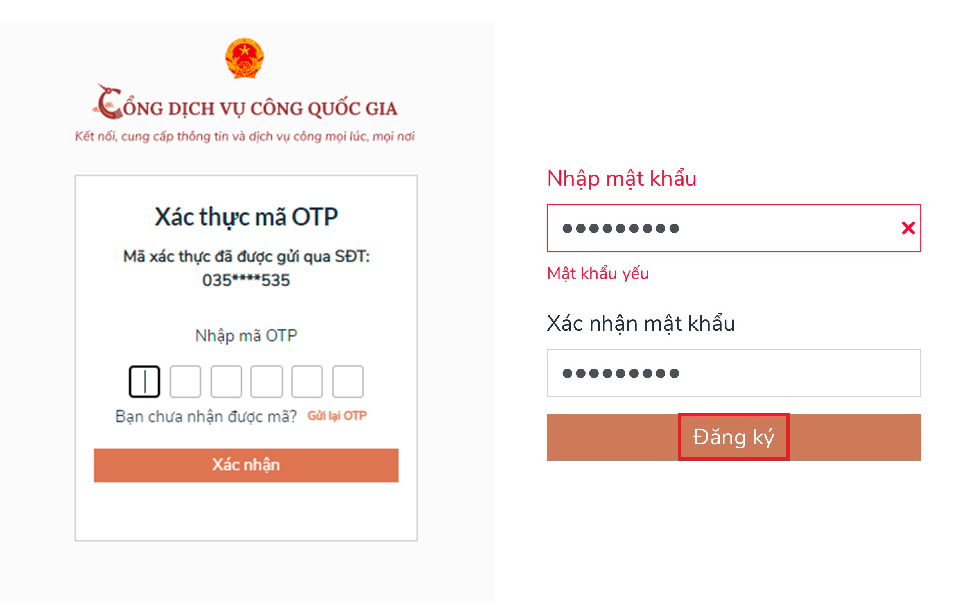 CỔNG DỊCH VỤ CÔNG QUỐC GIA
Kết nối, cung cấp thông tin và dịch vụ công mọi lúc, mọi nơi
Xác thực mã OTP
Mã xác thực đã được gửi qua SĐT:
035****535
Nhập mã OTP
Bạn chưa nhận được mã? Gửi lại OTP
Xác nhận
Nhập mật khẩu
Mật khẩu yếu
Xác nhận mật khẩu
Đăng ký